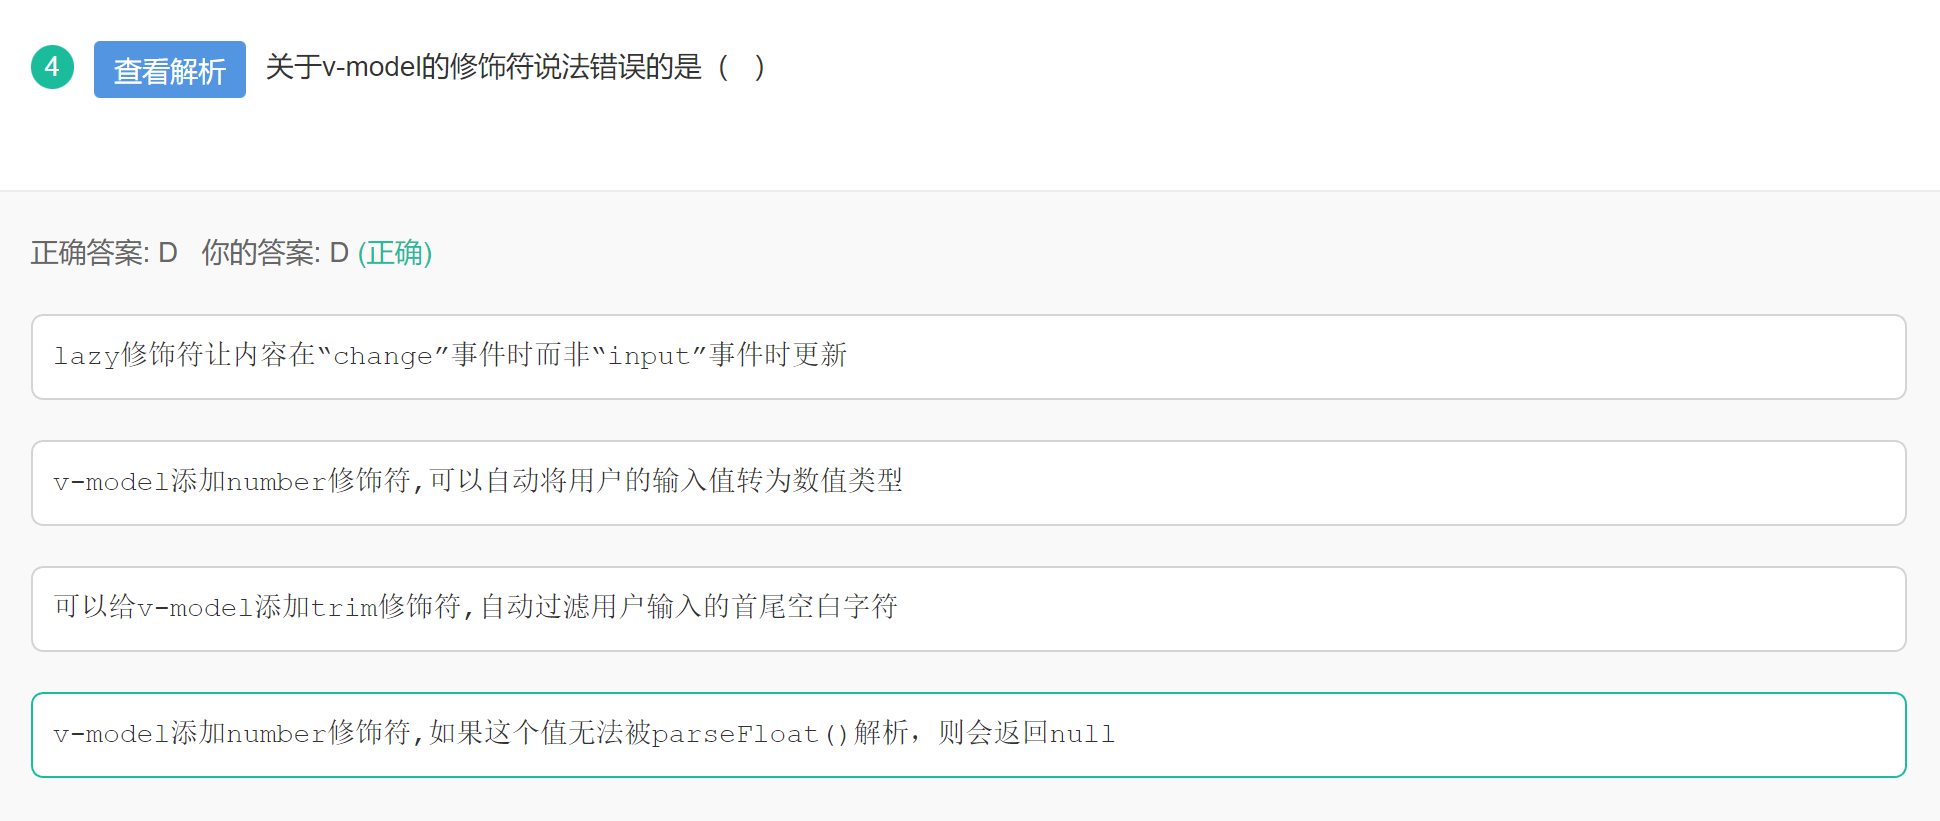 4 查看解析 关于v-model的修饰符说法错误的是（ ）
正确答案: D 你的答案: D (正确)
lazy修饰符让内容在“change”事件时而非“input”事件时更新
v-model添加number修饰符,可以自动将用户的输入值转为数值类型
可以给v-model添加trim修饰符,自动过滤用户输入的首尾空白字符
v-model添加number修饰符,如果这个值无法被parseFloat()解析，则会返回null